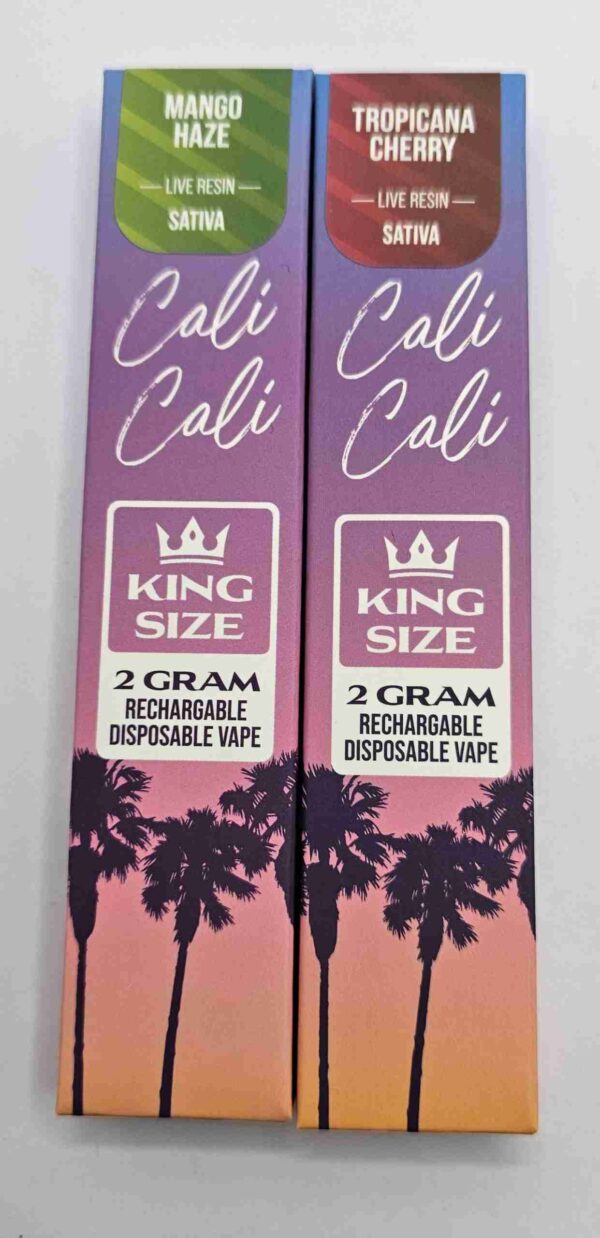 MANGO
HAZE
LIVE RESIN
SATIVA
Cali
Cali
KING
SIZE
2 GRAM
RECHARGABLE
DISPOSABLE VAPE
TROPICANA
CHERRY
LIVE RESIN
SATIVA
Cali
Cali
KING
SIZE
2 GRAM
RECHARGABLE
DISPOSABLE VAPE